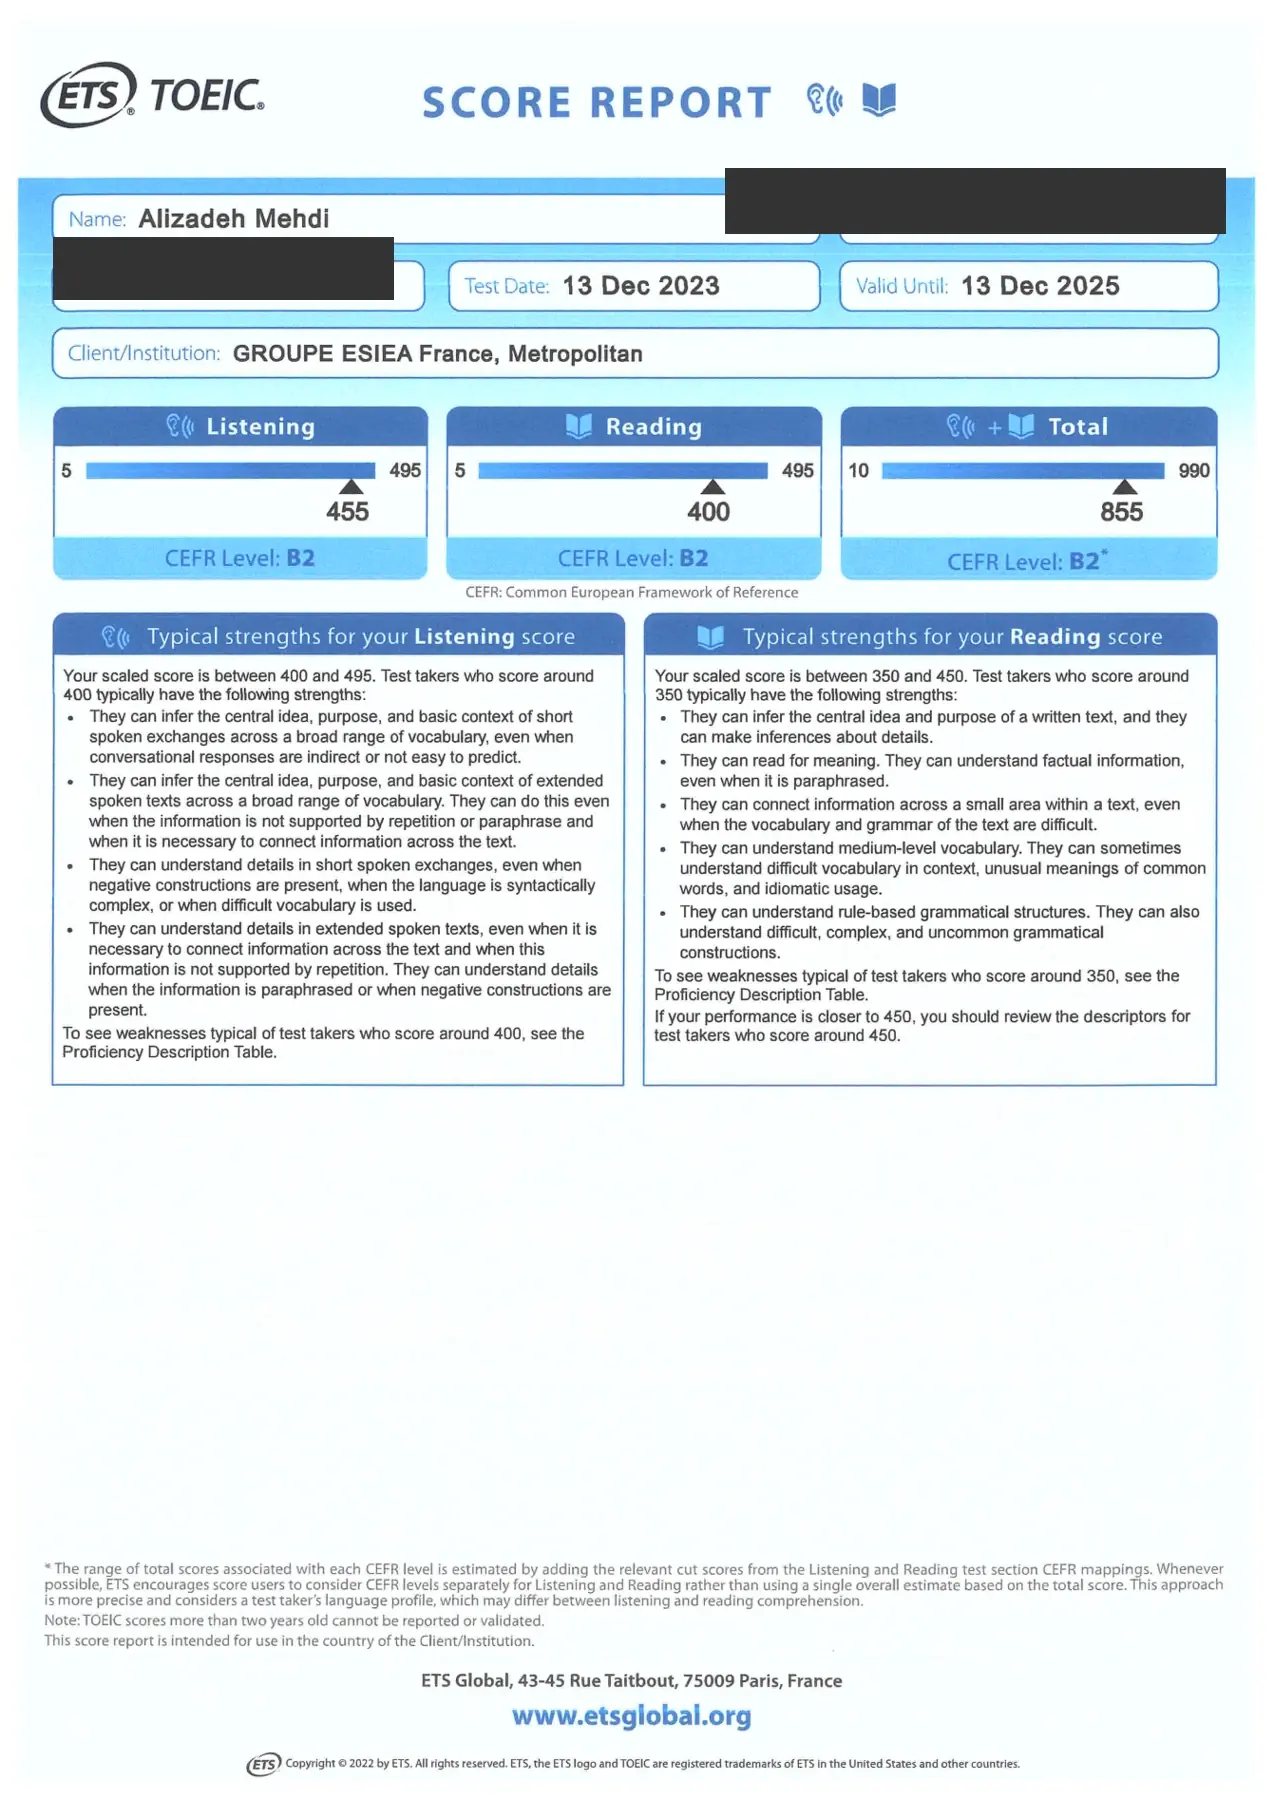 ETS® TOEIC®
SCORE REPORT
Name: Alizadeh Mehdi
Test Date: 13 Dec 2023
Valid Until: 13 Dec 2025
Client/Institution: GROUPE ESIEA France, Metropolitan
Listening
5 495
455
CEFR Level: B2
Reading
5 495
400
CEFR Level: B2
+ Total
10 990
855
CEFR Level: B2*
CEFR: Common European Framework of Reference
Typical strengths for your Listening score
Your scaled score is between 400 and 495. Test takers who score around
400 typically have the following strengths:
• They can infer the central idea, purpose, and basic context of short
spoken exchanges across a broad range of vocabulary, even when
conversational responses are indirect or not easy to predict.
• They can infer the central idea, purpose, and basic context of extended
spoken texts across a broad range of vocabulary. They can do this even
when the information is not supported by repetition or paraphrase and
when it is necessary to connect information across the text.
• They can understand details in short spoken exchanges, even when
negative constructions are present, when the language is syntactically
complex, or when difficult vocabulary is used.
• They can understand details in extended spoken texts, even when it is
necessary to connect information across the text and when this
information is not supported by repetition. They can understand details
when the information is paraphrased or when negative constructions are
present.
To see weaknesses typical of test takers who score around 400, see the
Proficiency Description Table.
Typical strengths for your Reading score
Your scaled score is between 350 and 450. Test takers who score around
350 typically have the following strengths:
• They can infer the central idea and purpose of a written text, and they
can make inferences about details.
• They can read for meaning. They can understand factual information,
even when it is paraphrased.
• They can connect information across a small area within a text, even
when the vocabulary and grammar of the text are difficult.
• They can understand medium-level vocabulary. They can sometimes
understand difficult vocabulary in context, unusual meanings of common
words, and idiomatic usage.
• They can understand rule-based grammatical structures. They can also
understand difficult, complex, and uncommon grammatical
constructions.
To see weaknesses typical of test takers who score around 350, see the
Proficiency Description Table.
If your performance is closer to 450, you should review the descriptors for
test takers who score around 450.
* The range of total scores associated with each CEFR level is estimated by adding the relevant cut scores from the Listening and Reading test section CEFR mappings. Whenever
possible, ETS encourages score users to consider CEFR levels separately for Listening and Reading rather than using a single overall estimate based on the total score. This approach
is more precise and considers a test taker's language profile, which may differ between listening and reading comprehension.
Note: TOEIC scores more than two years old cannot be reported or validated.
This score report is intended for use in the country of the Client/Institution.
ETS Global, 43-45 Rue Taitbout, 75009 Paris, France
www.etsglobal.org
ETS Copyright © 2022 by ETS. All rights reserved. ETS, the ETS logo and TOEIC are registered trademarks of ETS in the United States and other countries.